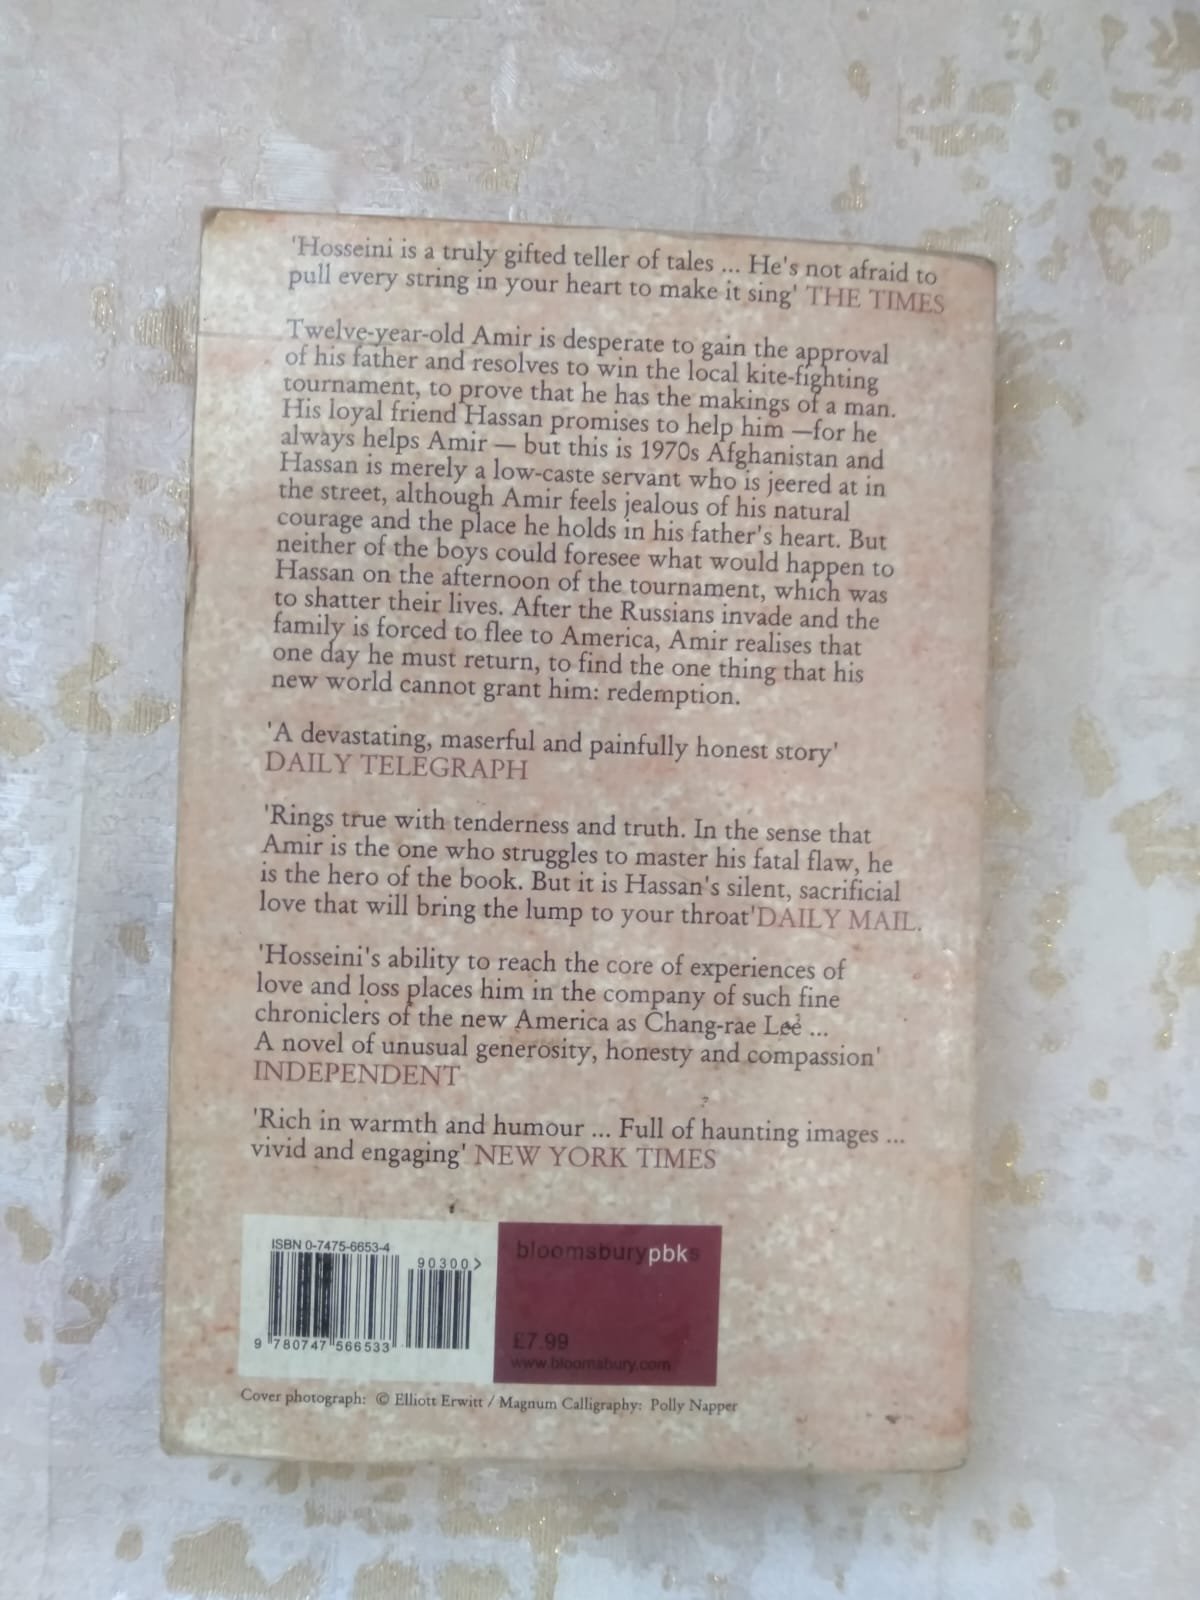 'Hosseini is a truly gifted teller of tales ... He's not afraid to
pull every string in your heart to make it sing' THE TIMES
Twelve-year-old Amir is desperate to gain the approval
of his father and resolves to win the local kite-fighting
tournament, to prove that he has the makings of a man.
His loyal friend Hassan promises to help him —for he
always helps Amir — but this is 1970s Afghanistan and
Hassan is merely a low-caste servant who is jeered at in
the street, although Amir feels jealous of his natural
courage and the place he holds in his father's heart. But
neither of the boys could foresee what would happen to
Hassan on the afternoon of the tournament, which was
to shatter their lives. After the Russians invade and the
family is forced to flee to America, Amir realises that
one day he must return, to find the one thing that his
new world cannot grant him: redemption.
'A devastating, maserful and painfully honest story'
DAILY TELEGRAPH
'Rings true with tenderness and truth. In the sense that
Amir is the one who struggles to master his fatal flaw, he
is the hero of the book. But it is Hassan's silent, sacrificial
love that will bring the lump to your throat'DAILY MAIL.
'Hosseini's ability to reach the core of experiences of
love and loss places him in the company of such fine
chroniclers of the new America as Chang-rae Lee ...
A novel of unusual generosity, honesty and compassion'
INDEPENDENT
'Rich in warmth and humour ... Full of haunting images ...
vivid and engaging' NEW YORK TIMES
ISBN 0-7475-6653-4
90300>
9 780747 566533
bloomsburypbks
£7.99
www.bloomsbury.com
Cover photograph: © Elliott Erwitt / Magnum Calligraphy: Polly Napper